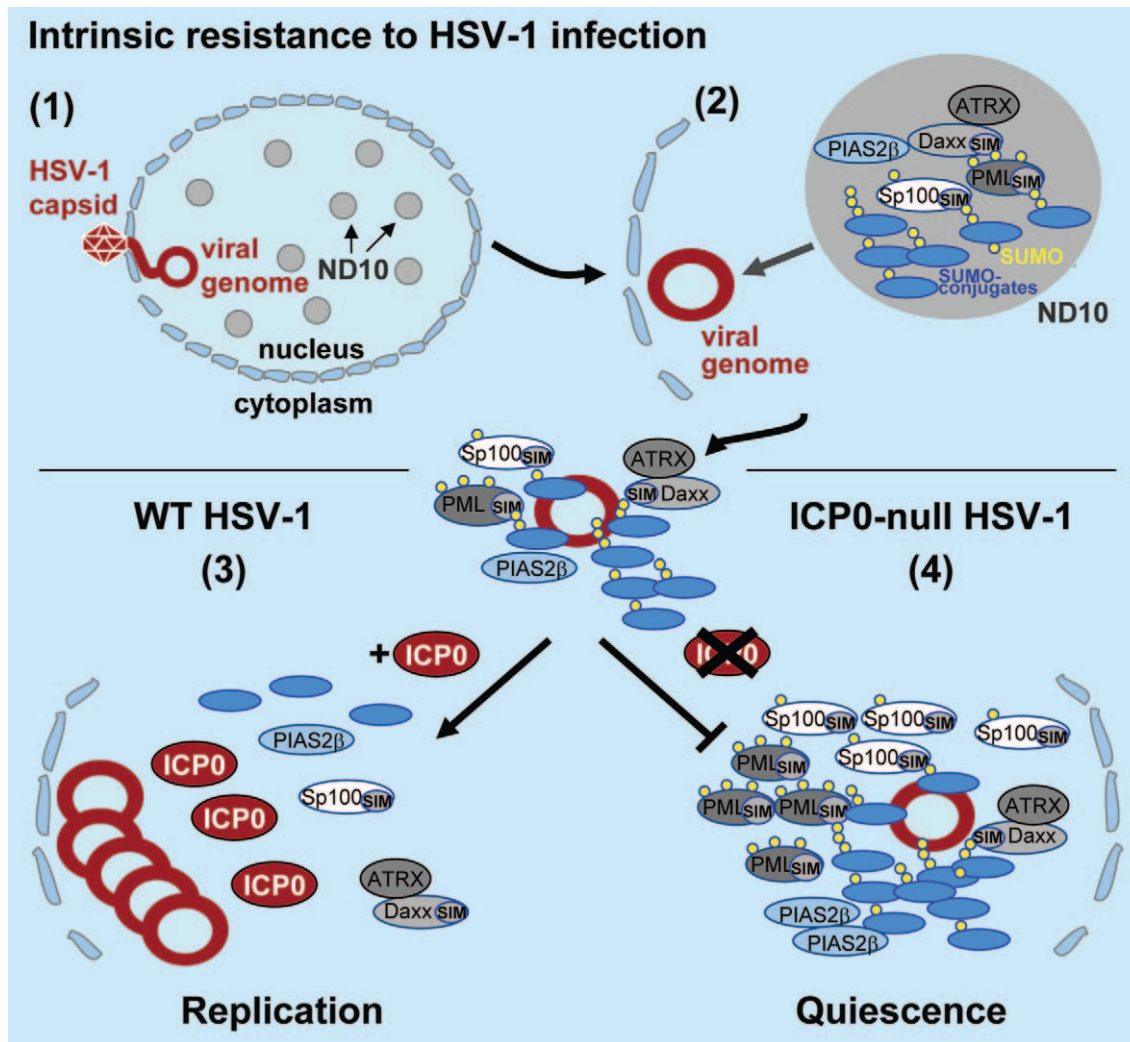 Intrinsic resistance to HSV-1 infection
(1)
HSV-1
capsid
viral
genome
ND10
nucleus
cytoplasm
(2)
ATRX
PIAS2β
Daxx
SIM
PML
SIM
Sp100
SIM
SUMO
SUMO-
conjugates
ND10
viral
genome
Sp100
SIM
ATRX
PML
SIM
SIM
Daxx
PIAS2β
WT HSV-1
(3)
ICP0-null HSV-1
(4)
+
ICP0
ICP0
PIAS2β
ICP0
Sp100
SIM
ICP0
ICP0
ATRX
Daxx
SIM
Replication
Sp100
SIM
Sp100
SIM
Sp100
SIM
Sp100
SIM
PML
SIM
PML
SIM
PML
SIM
ATRX
SIM
Daxx
PML
SIM
PIAS2β
PIAS2β
Quiescence